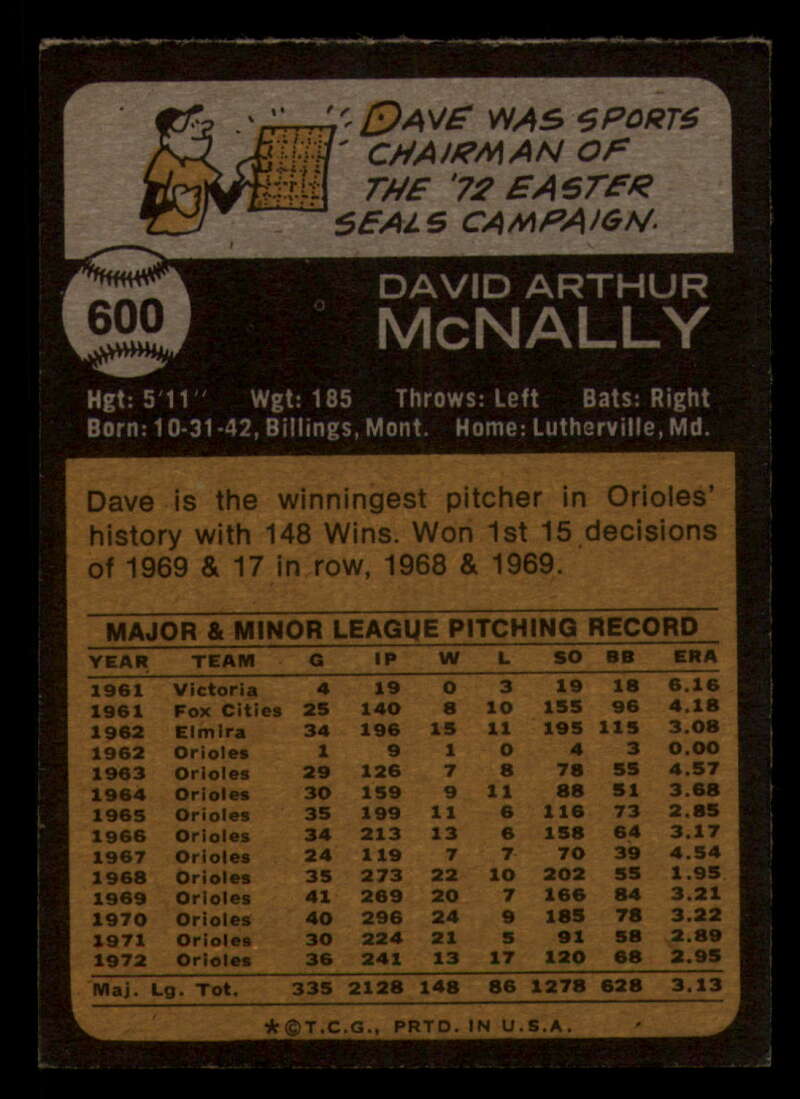 DAVE WAS SPORTS
CHAIRMAN OF
THE '72 EASTER
SEALS CAMPAIGN.
600
DAVID ARTHUR
McNALLY
Hgt: 5'11" Wgt: 185 Throws: Left Bats: Right
Born: 10-31-42, Billings, Mont. Home: Lutherville, Md.
Dave is the winningest pitcher in Orioles'
history with 148 Wins. Won 1st 15 decisions
of 1969 & 17 in row, 1968 & 1969.
MAJOR & MINOR LEAGUE PITCHING RECORD
YEAR TEAM G IP W L SO BB ERA
1961 Victoria 4 19 0 3 19 18 6.16
1961 Fox Cities 25 140 8 10 155 96 4.18
1962 Elmira 34 196 15 11 195 115 3.08
1962 Orioles 1 9 1 0 4 3 0.00
1963 Orioles 29 126 7 8 78 55 4.57
1964 Orioles 30 159 9 11 88 51 3.68
1965 Orioles 35 199 11 6 116 73 2.85
1966 Orioles 34 213 13 6 158 64 3.17
1967 Orioles 24 119 7 7 70 39 4.54
1968 Orioles 35 273 22 10 202 55 1.95
1969 Orioles 41 269 20 7 166 84 3.21
1970 Orioles 40 296 24 9 185 78 3.22
1971 Orioles 30 224 21 5 91 58 2.89
1972 Orioles 36 241 13 17 120 68 2.95
Maj. Lg. Tot. 335 2128 148 86 1278 628 3.13
*©T.C.G., PRTD. IN U.S.A.